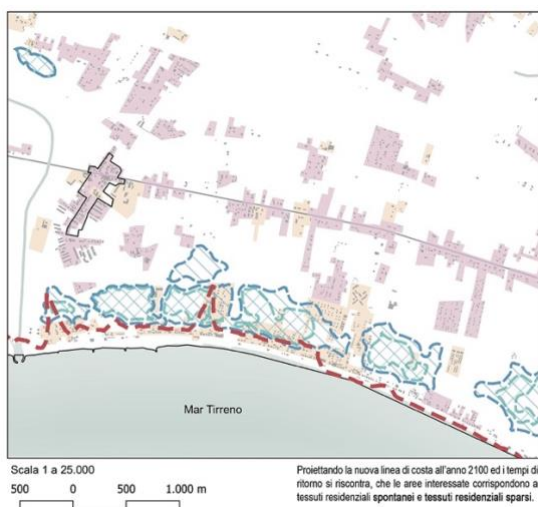 Mar Tirreno
Scala 1 a 25.000
500 0 500 1.000 m
Proiettando la nuova linea di costa all'anno 2100 ed i tempi di
ritorno si riscontra, che le aree interessate corrispondono a
tessuti residenziali spontanei e tessuti residenziali sparsi.